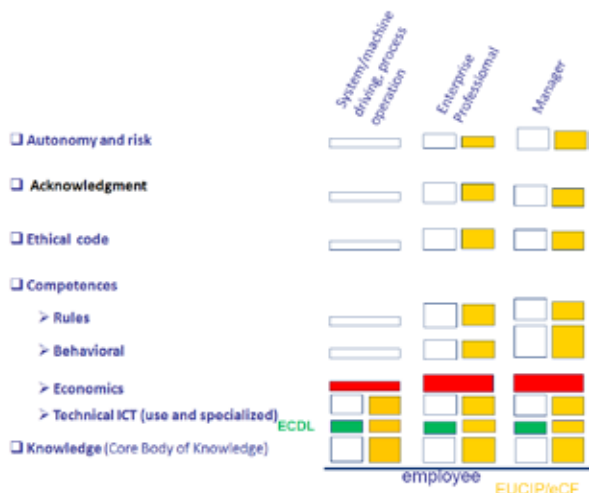 System/machine
driving, process
operation
Enterprise
Professional
Manager
Autonomy and risk
Acknowledgment
Ethical code
Competences
Rules
Behavioral
Economics
Technical ICT (use and specialized)
ECDL
Knowledge (Core Body of Knowledge)
employee
EUCIP/eCF